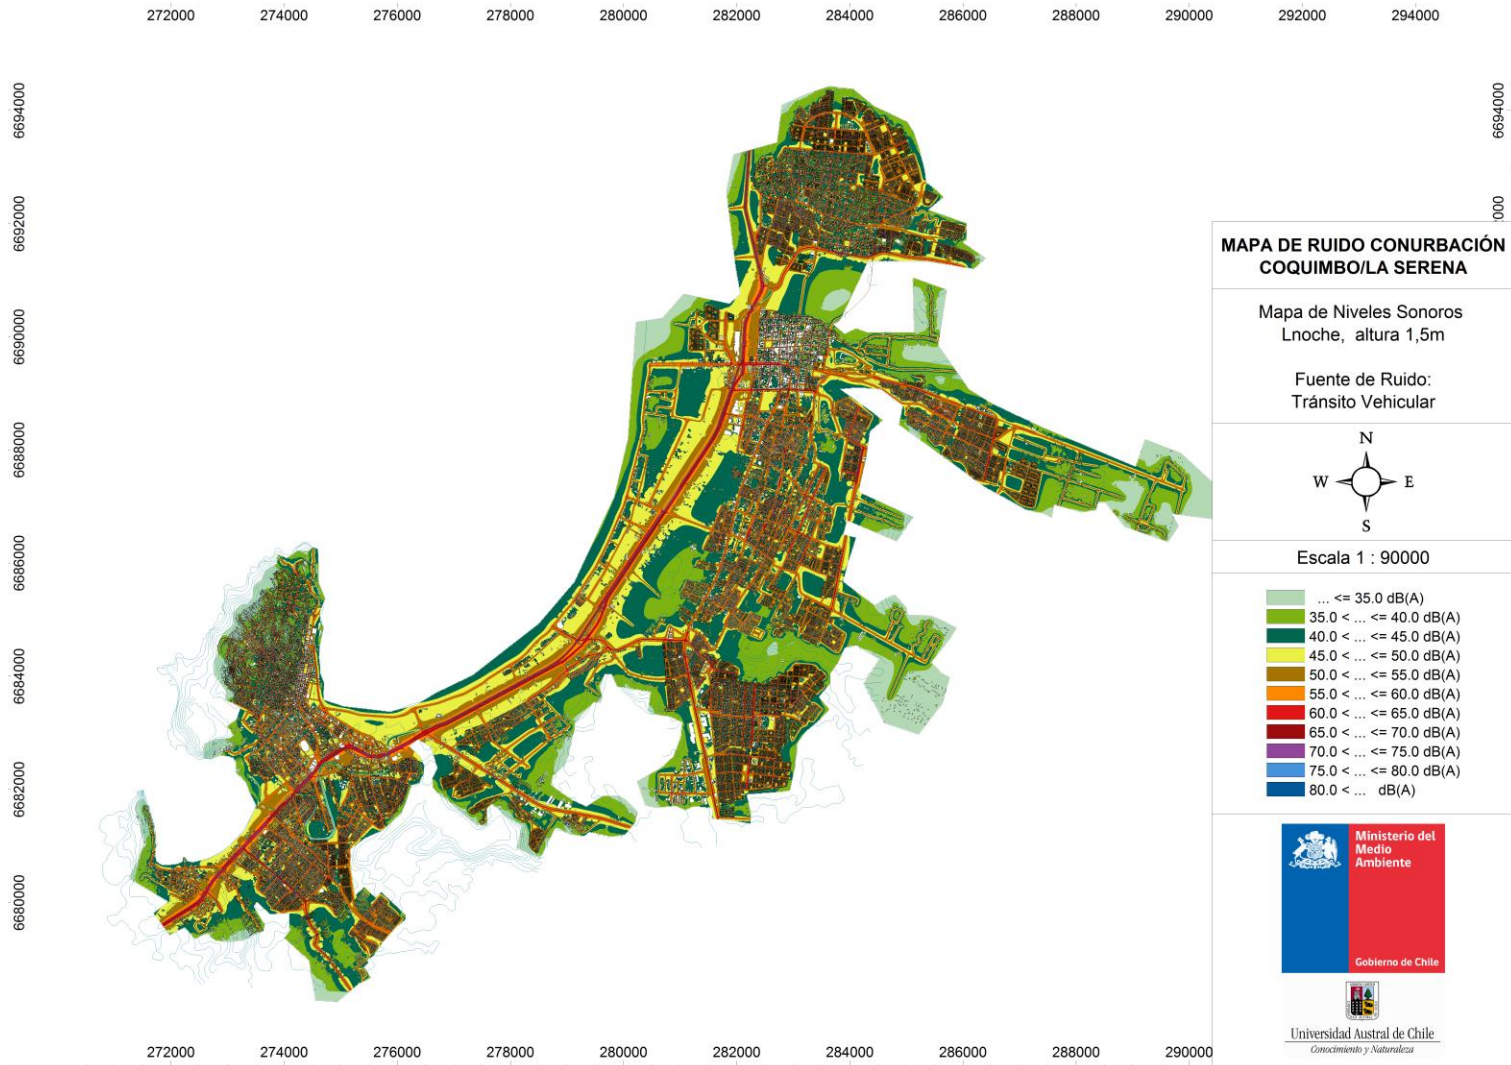 272000 274000 276000 278000 280000 282000 284000 286000 288000 290000 292000 294000
6694000
6692000
6690000
6688000
6686000
6684000
6682000
6680000
6694000
000
MAPA DE RUIDO CONURBACIÓN
COQUIMBO/LA SERENA
Mapa de Niveles Sonoros
Lnoche, altura 1,5m
Fuente de Ruido:
Tránsito Vehicular
N
W E
S
Escala 1 : 90000
... <= 35.0 dB(A)
35.0 < ... <= 40.0 dB(A)
40.0 < ... <= 45.0 dB(A)
45.0 < ... <= 50.0 dB(A)
50.0 < ... <= 55.0 dB(A)
55.0 < ... <= 60.0 dB(A)
60.0 < ... <= 65.0 dB(A)
65.0 < ... <= 70.0 dB(A)
70.0 < ... <= 75.0 dB(A)
75.0 < ... <= 80.0 dB(A)
80.0 < ... dB(A)
Ministerio del
Medio
Ambiente
Gobierno de Chile
Universidad Austral de Chile
Conocimiento y Naturaleza
272000 274000 276000 278000 280000 282000 284000 286000 288000 290000